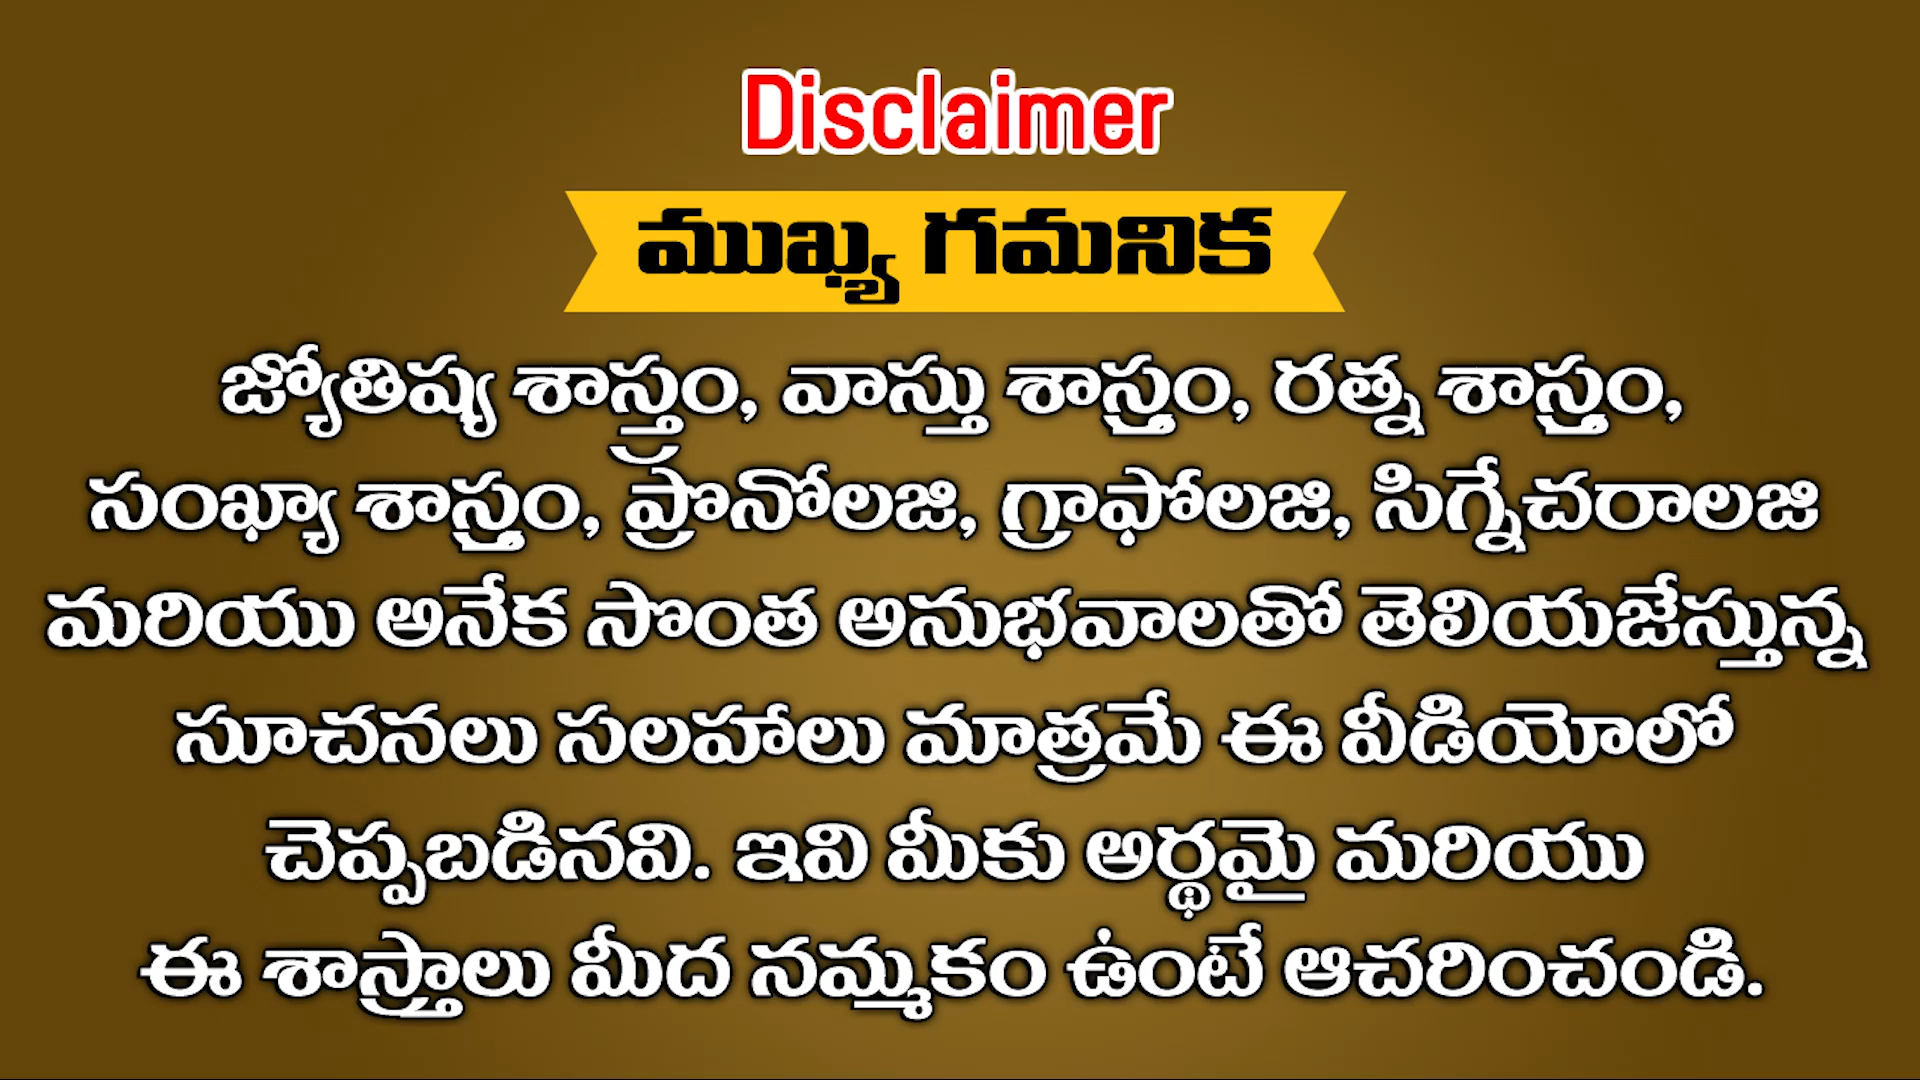 Disclaimer
ముఖ్య గమనిక
జ్యోతిష్య శాస్త్రం, వాస్తు శాస్త్రం, రత్న శాస్త్రం,
సంఖ్యా శాస్త్రం, ప్రొనోలజి, గ్రాఫోలజి, సిగ్నేచరాలజి
మరియు అనేక సొంత అనుభవాలతో తెలియజేస్తున్న
సూచనలు సలహాలు మాత్రమే ఈ వీడియోలో
చెప్పబడినవి. ఇవి మీకు అర్థమై మరియు
ఈ శాస్త్రాలు మీద నమ్మకం ఉంటే ఆచరించండి.